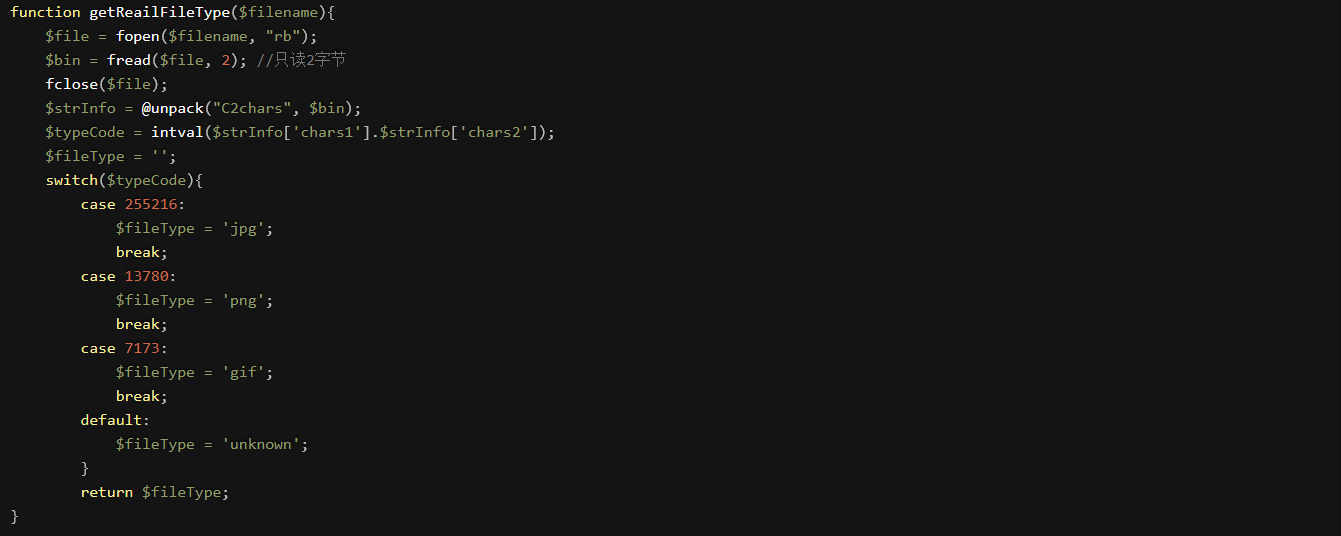 function getReailFileType($filename){
    $file = fopen($filename, "rb");
    $bin = fread($file, 2); //只读2字节
    fclose($file);
    $strInfo = @unpack("C2chars", $bin);
    $typeCode = intval($strInfo['chars1'].$strInfo['chars2']);
    $fileType = '';
    switch($typeCode){
        case 255216:
            $fileType = 'jpg';
            break;
        case 13780:
            $fileType = 'png';
            break;
        case 7173:
            $fileType = 'gif';
            break;
        default:
            $fileType = 'unknown';
        }
        return $fileType;
}